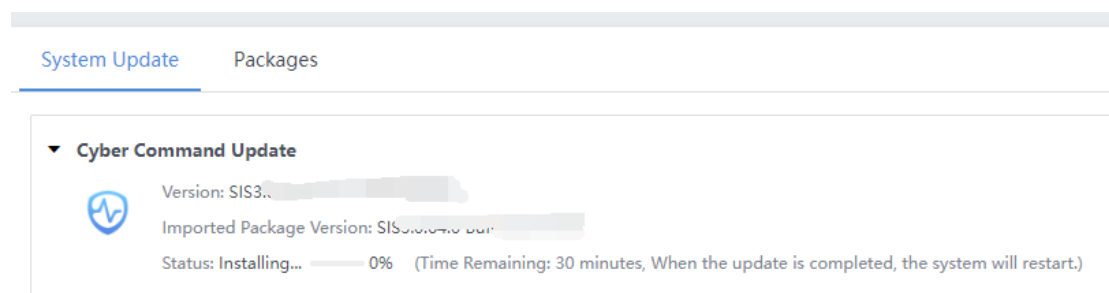 System Update Packages
Cyber Command Update
Version: SIS3.
Imported Package Version:
Status: Installing... 0% (Time Remaining: 30 minutes, When the update is completed, the system will restart.)